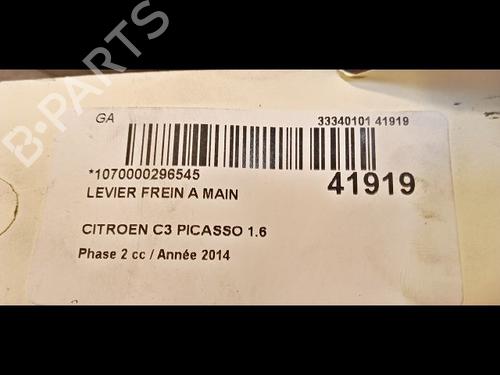 B-PARTS
GA
33340101 41919
*1070000296545
41919
LEVIER FREIN A MAIN
CITROEN C3 PICASSO 1.6
Phase 2 cc / Année 2014